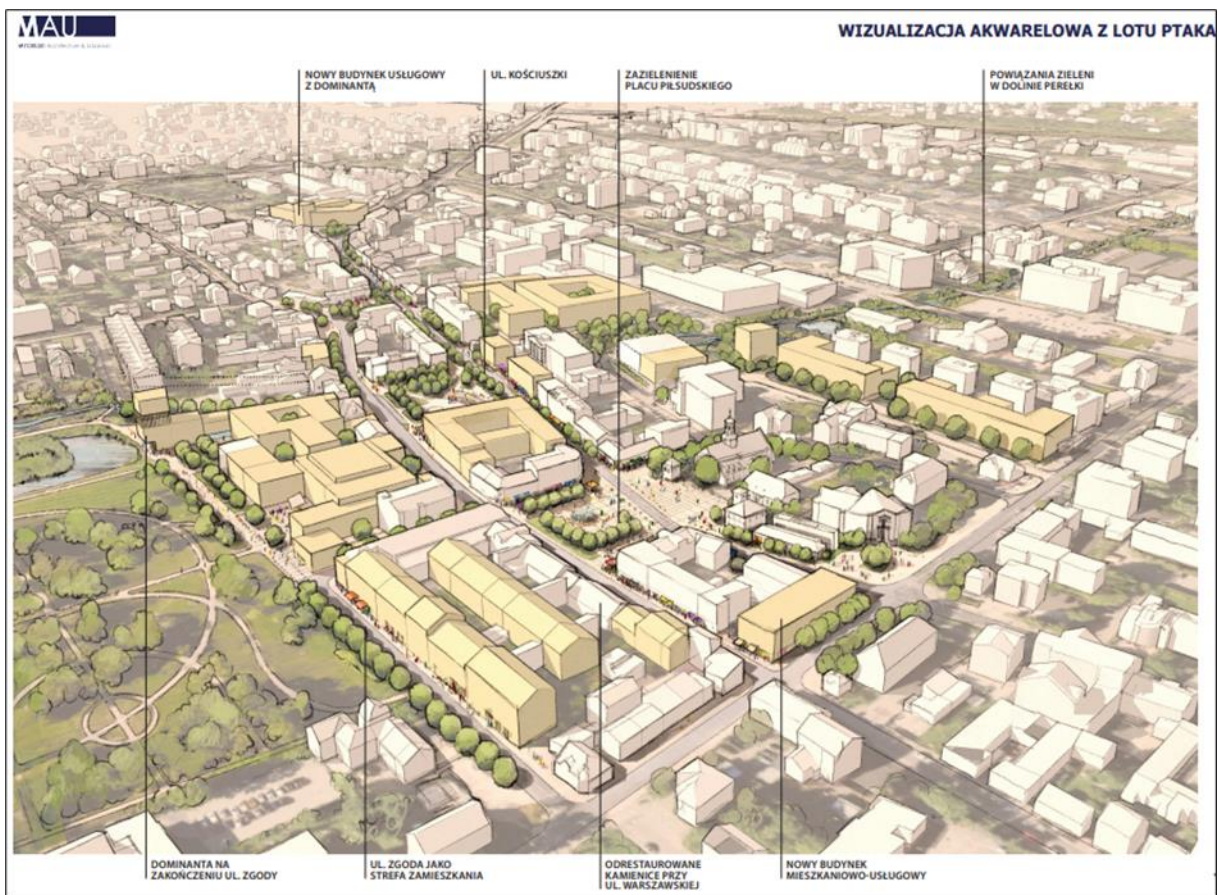 MAU
WIZUALIZACJA AKWARELOWA Z LOTU PTAKA
NOWY BUDYNEK USŁUGOWY
Z DOMINANTĄ
UL. KOŚCIUSZKI
ZAZIELENIENIE
PLACU PIŁSUDSKIEGO
POWIĄZANIA ZIELENI
W DOLINIE PEREŁKI
DOMINANTA NA
ZAKOŃCZENIU UL. ZGODY
UL. ZGODA JAKO
STREFA ZAMIESZKANIA
ODRESTAUROWANE
KAMIENICE PRZY
UL. WARSZAWSKIEJ
NOWY BUDYNEK
MIESZKANIOWO-USŁUGOWY